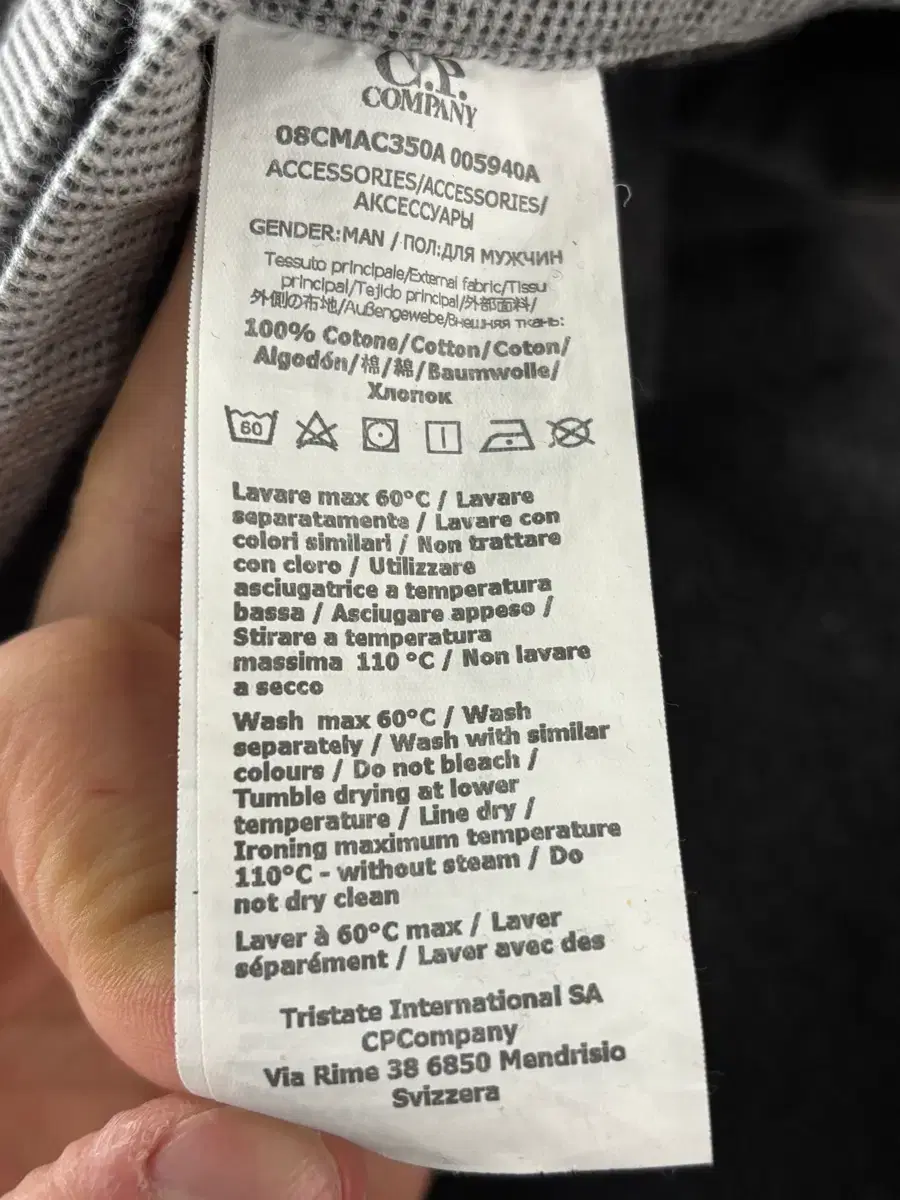 C.P.
COMPANY
08CMAC350A 005940A
ACCESSORIES/ACCESSORIES/
АКСЕССУАРЫ
GENDER:MAN / ПОЛ:ДЛЯ МУЖЧИН
Tessuto principale/External fabric/Tissu
principal/Tejido principal/外部面料/
外側の布地/Außengewebe/Внешняя ткань:
100% Cotone/Cotton/Coton/
Algodón/棉/綿/Baumwolle/
Хлопок
60
Lavare max 60°C / Lavare
separatamente / Lavare con
colori similari / Non trattare
con cloro / Utilizzare
asciugatrice a temperatura
bassa / Asciugare appeso /
Stirare a temperatura
massima 110 °C / Non lavare
a secco
Wash max 60°C / Wash
separately / Wash with similar
colours / Do not bleach /
Tumble drying at lower
temperature / Line dry /
Ironing maximum temperature
110°C - without steam / Do
not dry clean
Laver à 60°C max / Laver
séparément / Laver avec des
Tristate International SA
CPCompany
Via Rime 38 6850 Mendrisio
Svizzera